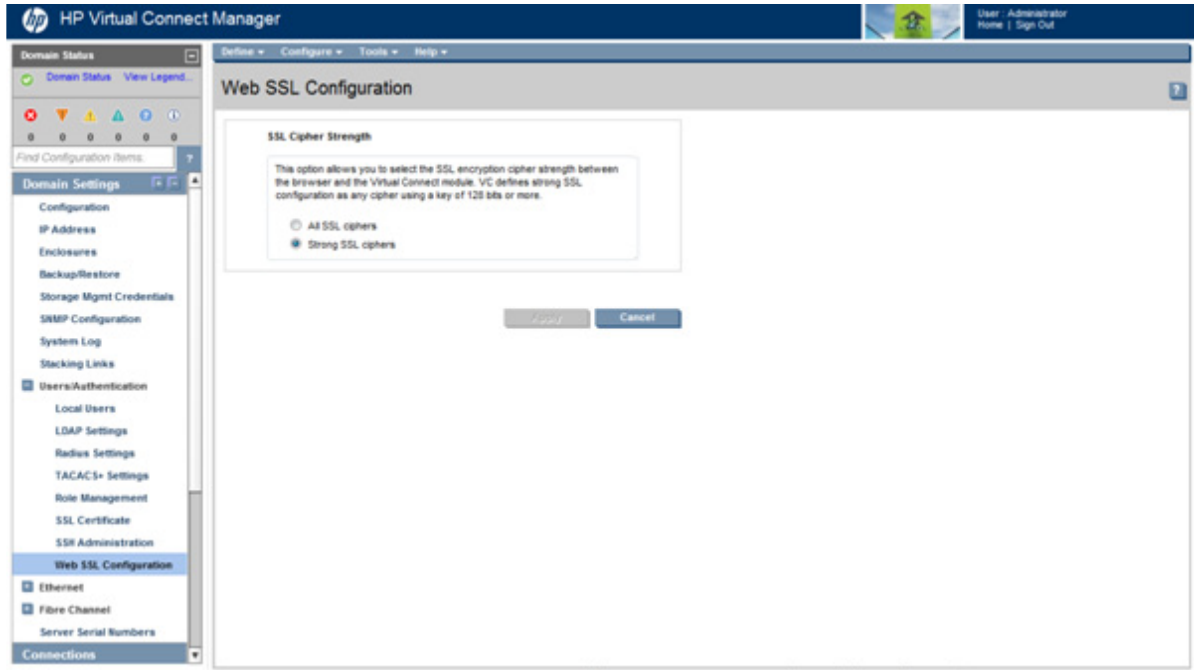 hp HP Virtual Connect Manager
User : Administrator
Home | Sign Out
Domain Status
Domain Status View Legend...
0 0 0 0 0 0
Find Configuration Items:
?
Domain Settings
Configuration
IP Address
Enclosures
Backup/Restore
Storage Mgmt Credentials
SNMP Configuration
System Log
Stacking Links
Users/Authentication
Local Users
LDAP Settings
Radius Settings
TACACS+ Settings
Role Management
SSL Certificate
SSH Administration
Web SSL Configuration
Ethernet
Fibre Channel
Server Serial Numbers
Connections
Define Configure Tools Help
Web SSL Configuration
?
SSL Cipher Strength
This option allows you to select the SSL encryption cipher strength between
the browser and the Virtual Connect module. VC defines strong SSL
configuration as any cipher using a key of 128 bits or more.
All SSL ciphers
Strong SSL ciphers
Apply Cancel